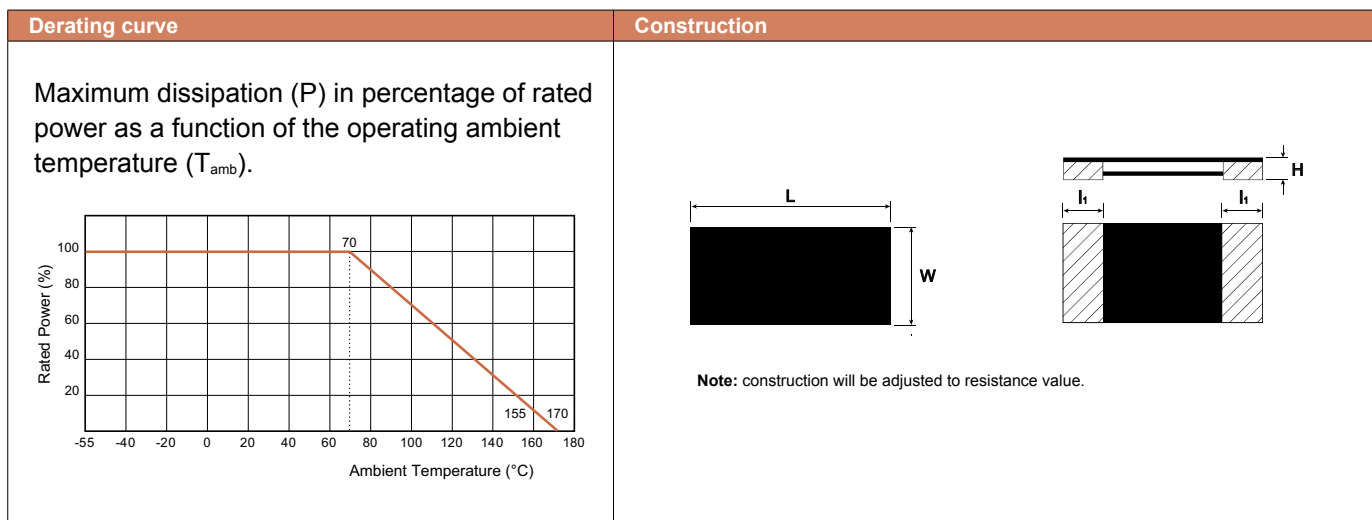 Derating curve
Construction
Maximum dissipation (P) in percentage of rated
power as a function of the operating ambient
temperature (Tamb).
70
100
80
60
40
20
155 170
Rated Power (%)
-55 -40 -20 0 20 40 60 80 100 120 140 160 180
Ambient Temperature (°C)
L
W
H
l1 l1
Note: construction will be adjusted to resistance value.